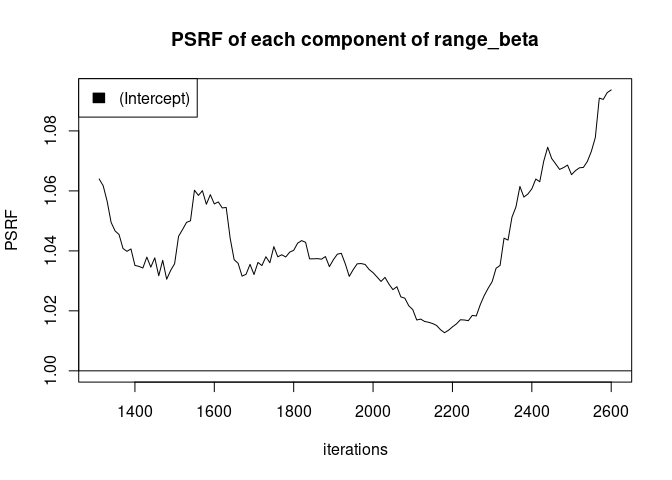 PSRF of each component of range_beta
(Intercept)
PSRF
1.08
1.06
1.04
1.02
1.00
1400 1600 1800 2000 2200 2400 2600
iterations